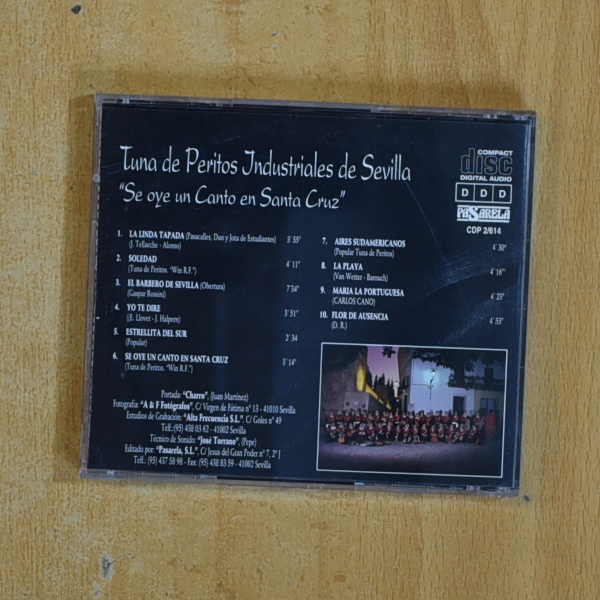 Tuna de Peritos Industriales de Sevilla
"Se oye un Canto en Santa Cruz"
COMPACT
disc
DIGITAL AUDIO
D D D
PASARELA
CDP 2/614
1. LA LINDA TAPADA (Pasacalles, Duo y Jota de Estudiantes) 3´55"
(J. Tellaeche - Alonso)
2. SOLEDAD 4´11"
(Tuna de Peritos. "Win R.F.")
3. EL BARBERO DE SEVILLA (Obertura) 7'34"
(Gaspar Rossini)
4. YO TE DIRE 3´51"
((E. Llovet - J. Halpern)
5. ESTRELLITA DEL SUR 2´34
(Popular)
6. SE OYE UN CANTO EN SANTA CRUZ 3´14"
(Tuna de Peritos. "Win R.F.")
7. AIRES SUDAMERICANOS 4´30"
(Popular Tuna de Peritos)
8. LA PLAYA 4´16"
(Van Wetter - Barouch)
9. MARIA LA PORTUGUESA 4´23"
(CARLOS CANO)
10. FLOR DE AUSENCIA 4´53"
(D. R.)
Portada: "Charro", (Juan Martínez)
Fotografía: "A & F Fotógrafos", C/ Virgen de Fátima nº 13 - 41010 Sevilla
Estudios de Grabación: "Alta Frecuencia S.L.", C/ Goles nº 49
Telf.:(95) 438 03 62 - 41002 Sevilla
Técnico de Sonido: "José Torrano", (Pepe)
Editado por: "Pasarela, S.L.", C/ Jesus del Gran Poder nº 7, 2º J
Telf.: (95) 437 58 98 - Fax: (95) 438 83 59 - 41002 Sevilla